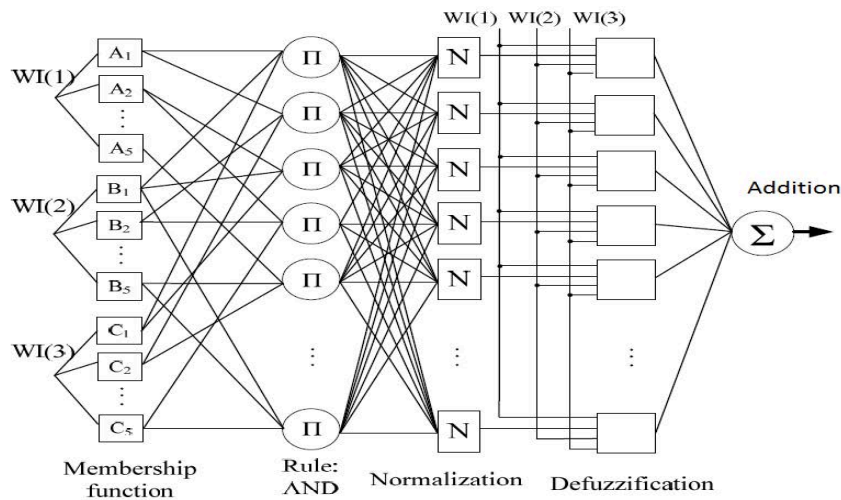 WI(1) WI(2) WI(3)
WI(1)
A₁
A₂
⋮
A₅
WI(2)
B₁
B₂
⋮
B₅
WI(3)
C₁
C₂
⋮
C₅
Π
Π
Π
Π
Π
⋮
Π
N
N
N
N
N
⋮
N
⋮
Addition
Σ
Membership
function
Rule:
AND
Normalization
Defuzzification